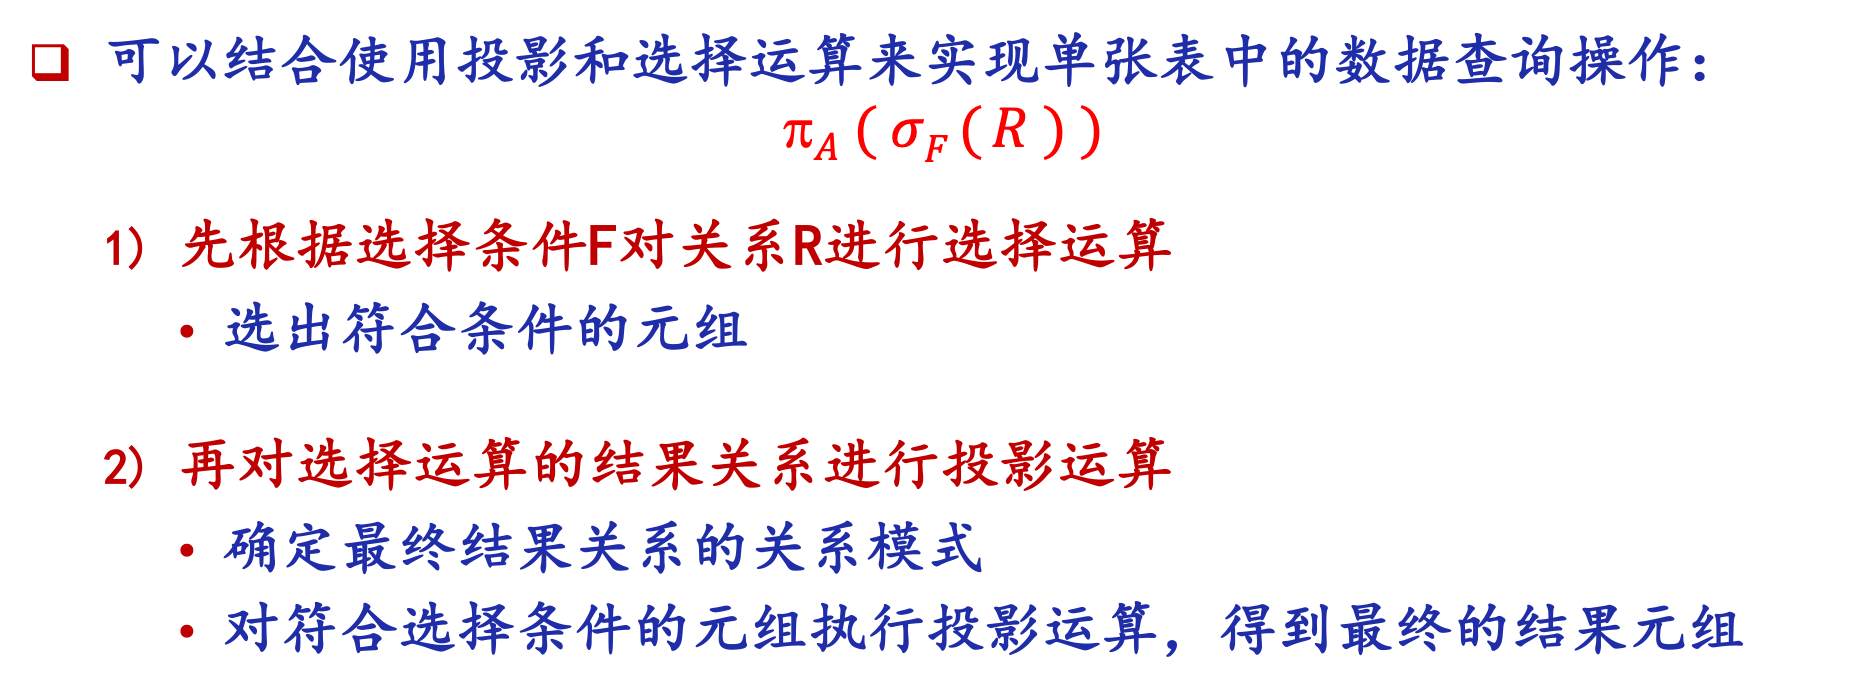 可以结合使用投影和选择运算来实现单张表中的数据查询操作：
π_A ( σ_F ( R ) )
1) 先根据选择条件F对关系R进行选择运算
• 选出符合条件的元组
2) 再对选择运算的结果关系进行投影运算
• 确定最终结果关系的关系模式
• 对符合选择条件的元组执行投影运算，得到最终的结果元组